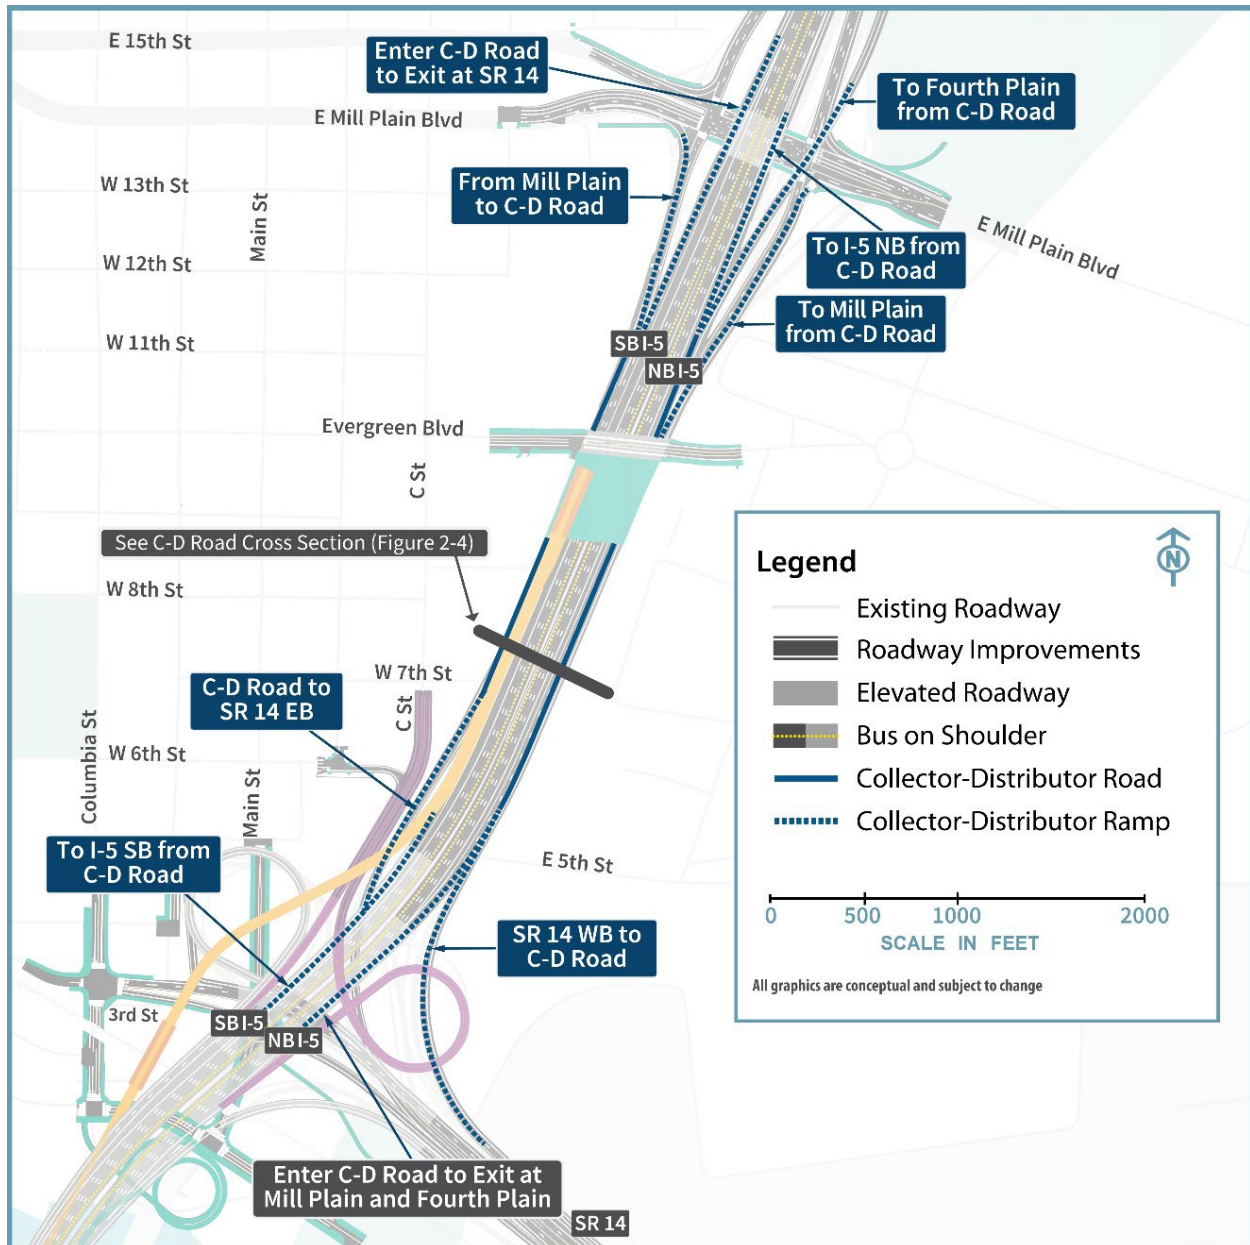 E 15th St
Enter C-D Road
to Exit at SR 14
To Fourth Plain
from C-D Road
E Mill Plain Blvd
W 13th St
Main St
From Mill Plain
to C-D Road
E Mill Plain Blvd
To I-5 NB from
C-D Road
W 12th St
To Mill Plain
from C-D Road
W 11th St
SB I-5
NB I-5
Evergreen Blvd
C St
See C-D Road Cross Section (Figure 2-4)
W 8th St
W 7th St
C-D Road to
SR 14 EB
C St
Columbia St
W 6th St
Main St
To I-5 SB from
C-D Road
E 5th St
SR 14 WB to
C-D Road
3rd St
SB I-5
NB I-5
Enter C-D Road to Exit at
Mill Plain and Fourth Plain
SR 14
Legend
N
Existing Roadway
Roadway Improvements
Elevated Roadway
Bus on Shoulder
Collector-Distributor Road
Collector-Distributor Ramp
0 500 1000 2000
SCALE IN FEET
All graphics are conceptual and subject to change